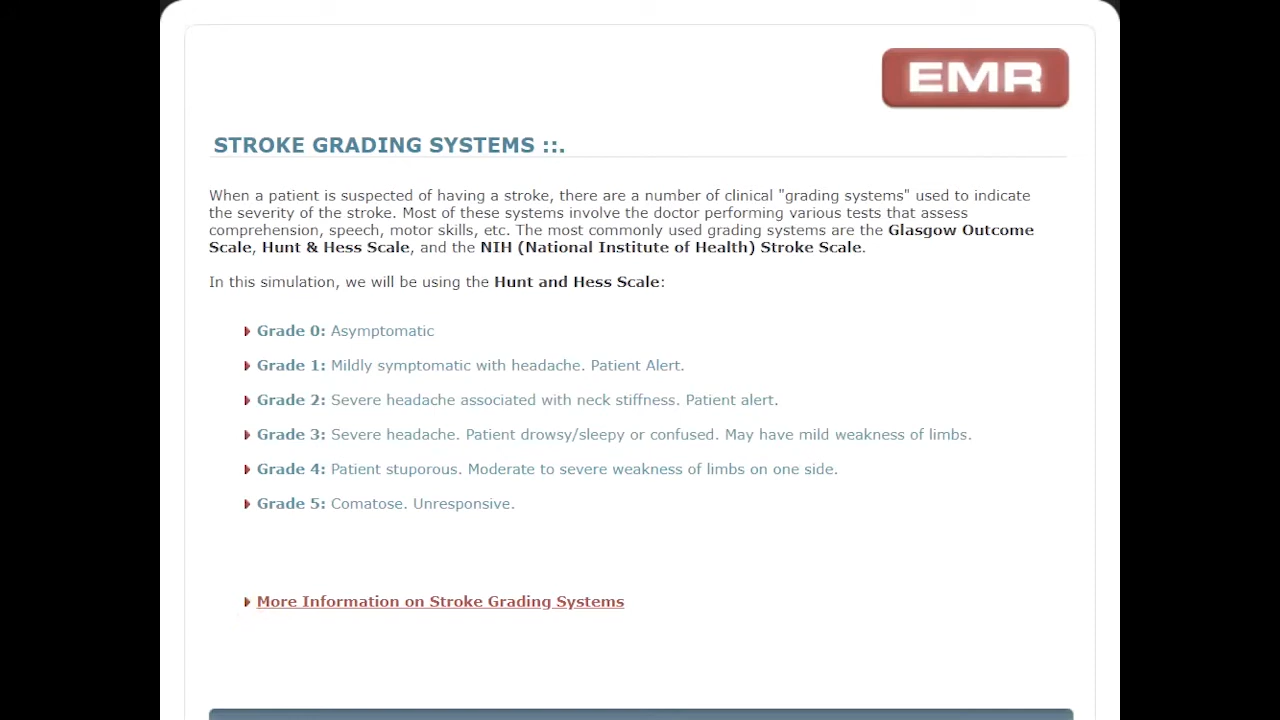 EMR
STROKE GRADING SYSTEMS ::.
When a patient is suspected of having a stroke, there are a number of clinical "grading systems" used to indicate
the severity of the stroke. Most of these systems involve the doctor performing various tests that assess
comprehension, speech, motor skills, etc. The most commonly used grading systems are the Glasgow Outcome
Scale, Hunt & Hess Scale, and the NIH (National Institute of Health) Stroke Scale.
In this simulation, we will be using the Hunt and Hess Scale:
Grade 0: Asymptomatic
Grade 1: Mildly symptomatic with headache. Patient Alert.
Grade 2: Severe headache associated with neck stiffness. Patient alert.
Grade 3: Severe headache. Patient drowsy/sleepy or confused. May have mild weakness of limbs.
Grade 4: Patient stuporous. Moderate to severe weakness of limbs on one side.
Grade 5: Comatose. Unresponsive.
More Information on Stroke Grading Systems